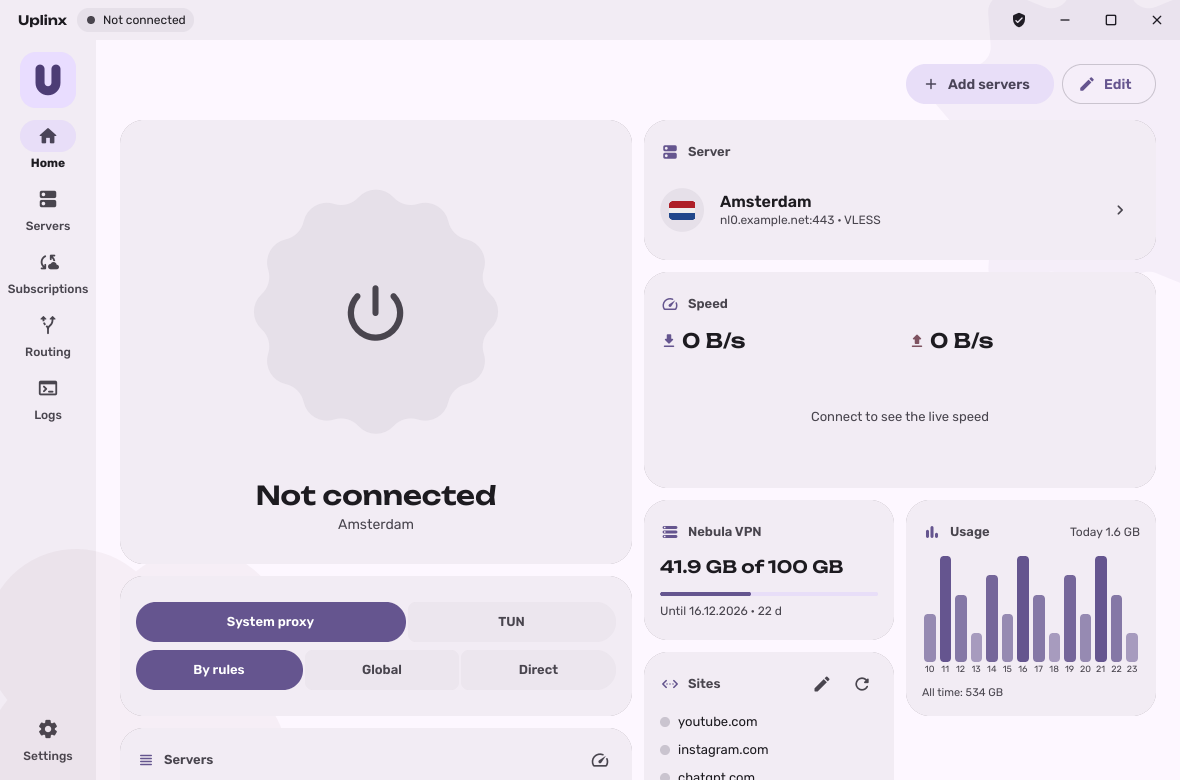 Uplinx
Not connected
U
Home
Servers
Subscriptions
Routing
Logs
Settings
Add servers
Edit
Not connected
Amsterdam
System proxy
TUN
By rules
Global
Direct
Servers
Server
Amsterdam
nl0.example.net:443 • VLESS
Speed
0 B/s
0 B/s
Connect to see the live speed
Nebula VPN
41.9 GB of 100 GB
Until 16.12.2026 • 22 d
Usage
Today 1.6 GB
10 11 12 13 14 15 16 17 18 19 20 21 22 23
All time: 534 GB
Sites
youtube.com
instagram.com
chatgpt.com